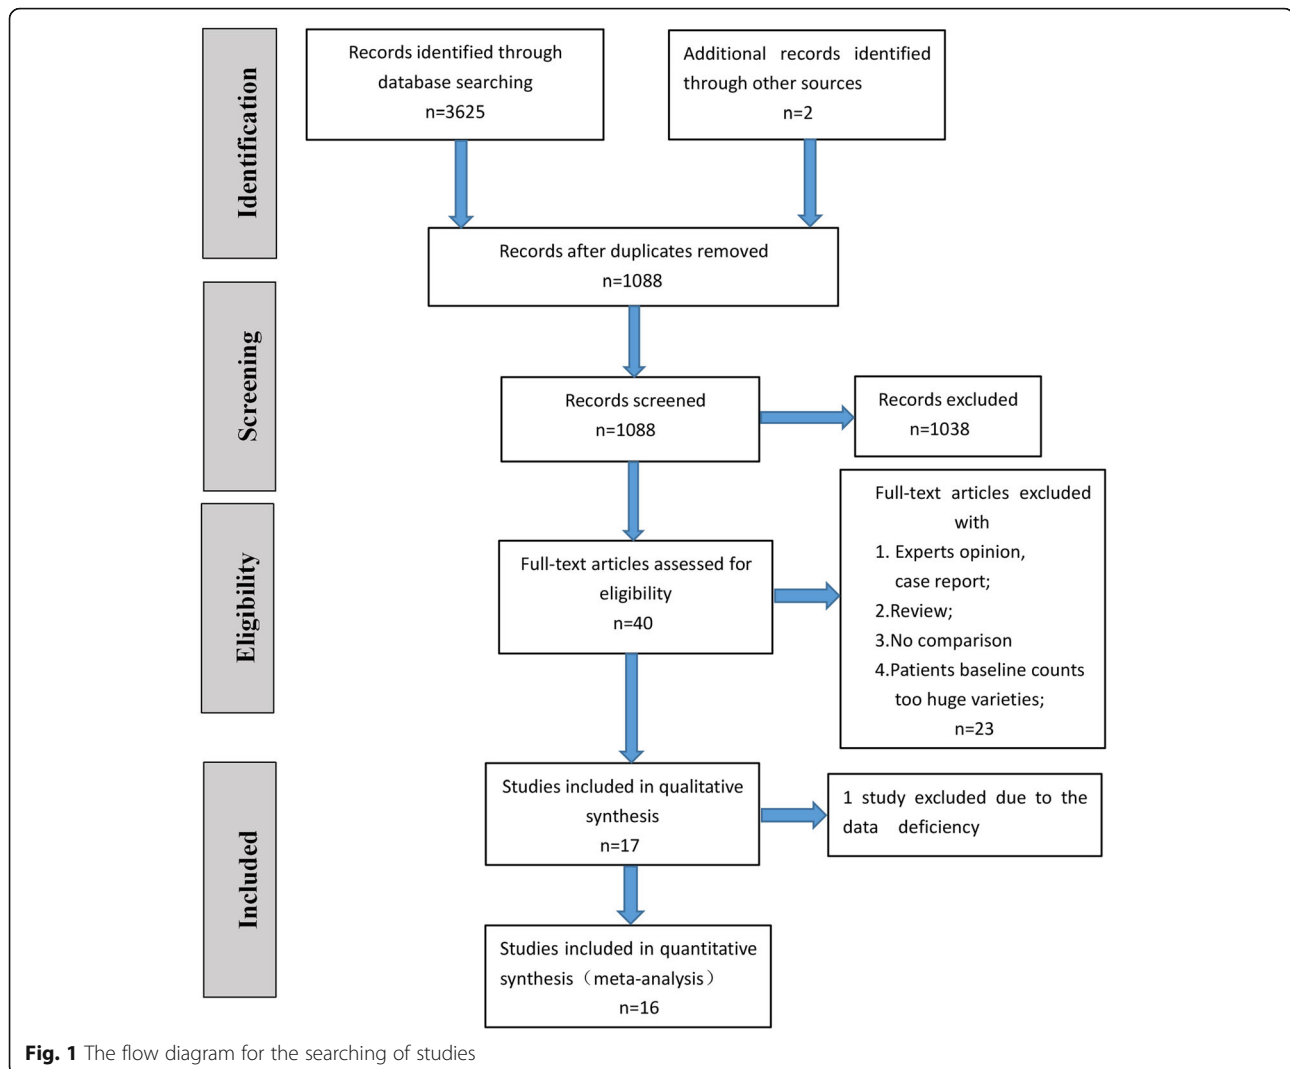 Identification
Records identified through
database searching
n=3625
Additional records identified
through other sources
n=2
Records after duplicates removed
n=1088
Screening
Records screened
n=1088
Records excluded
n=1038
Eligibility
Full-text articles assessed for
eligibility
n=40
Full-text articles excluded
with
1. Experts opinion,
case report;
2.Review;
3.No comparison
4.Patients baseline counts
too huge varieties;
n=23
Included
Studies included in qualitative
synthesis
n=17
1 study excluded due to the
data deficiency
Studies included in quantitative
synthesis（meta-analysis）
n=16
Fig. 1 The flow diagram for the searching of studies